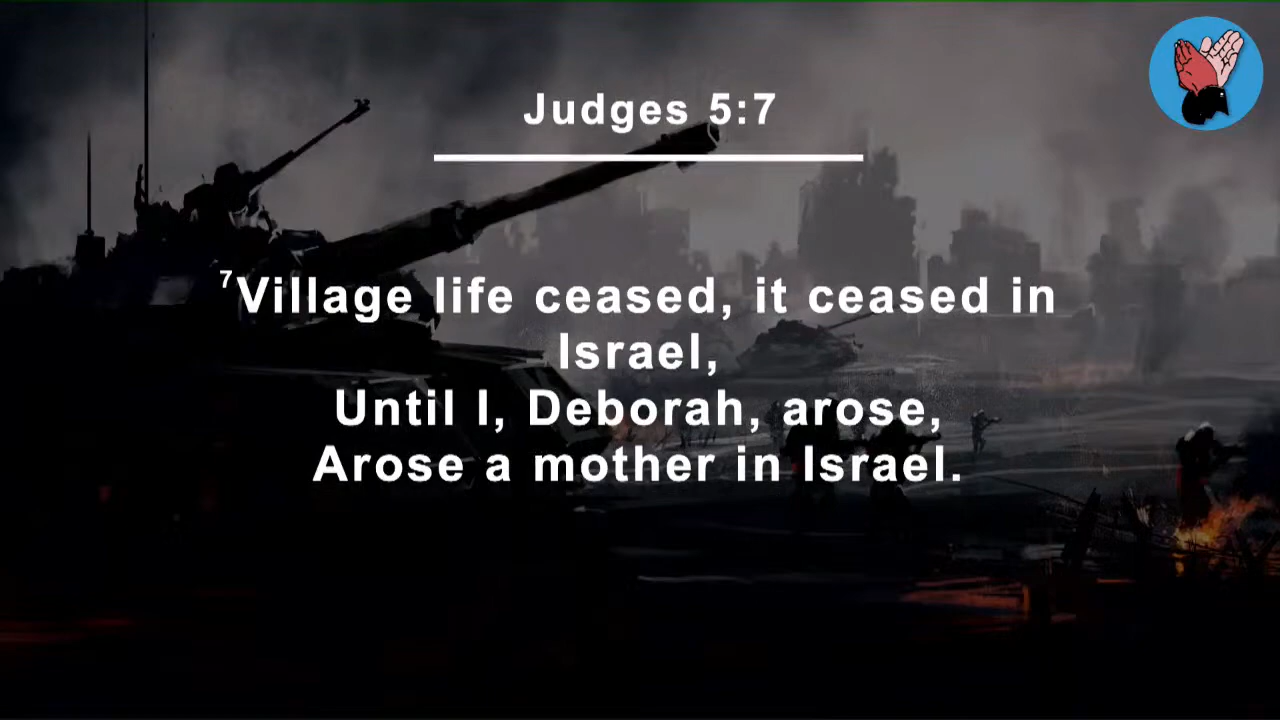 Judges 5:7
⁷Village life ceased, it ceased in
Israel,
Until I, Deborah, arose,
Arose a mother in Israel.